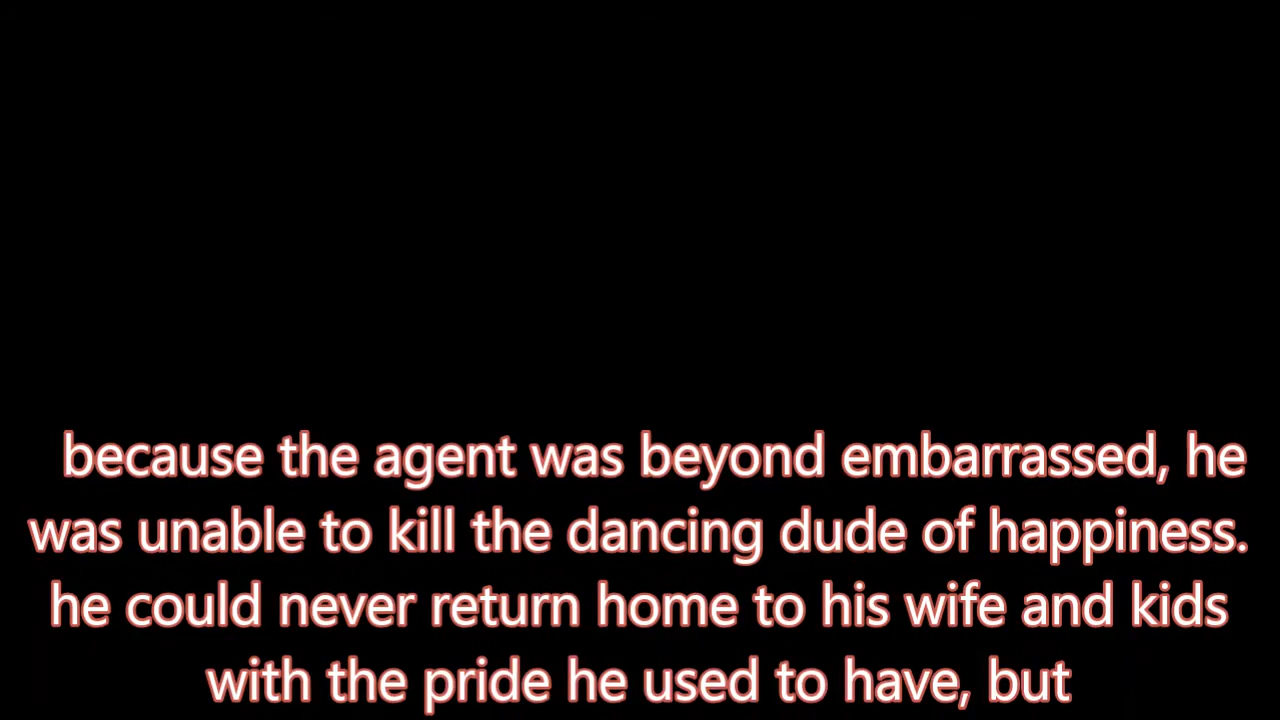 because the agent was beyond embarrassed, he
was unable to kill the dancing dude of happiness.
he could never return home to his wife and kids
with the pride he used to have, but